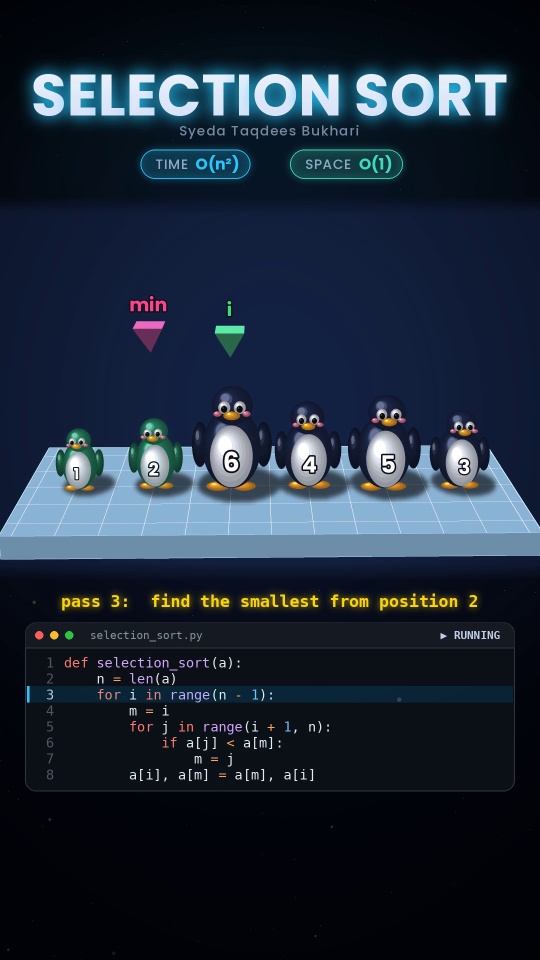 SELECTION SORT
Syeda Taqdees Bukhari
TIME O(n²) SPACE O(1)
min i
1 2 6 4 5 3
pass 3: find the smallest from position 2
selection_sort.py ▶ RUNNING
1 def selection_sort(a):
2 n = len(a)
3 for i in range(n - 1):
4 m = i
5 for j in range(i + 1, n):
6 if a[j] < a[m]:
7 m = j
8 a[i], a[m] = a[m], a[i]